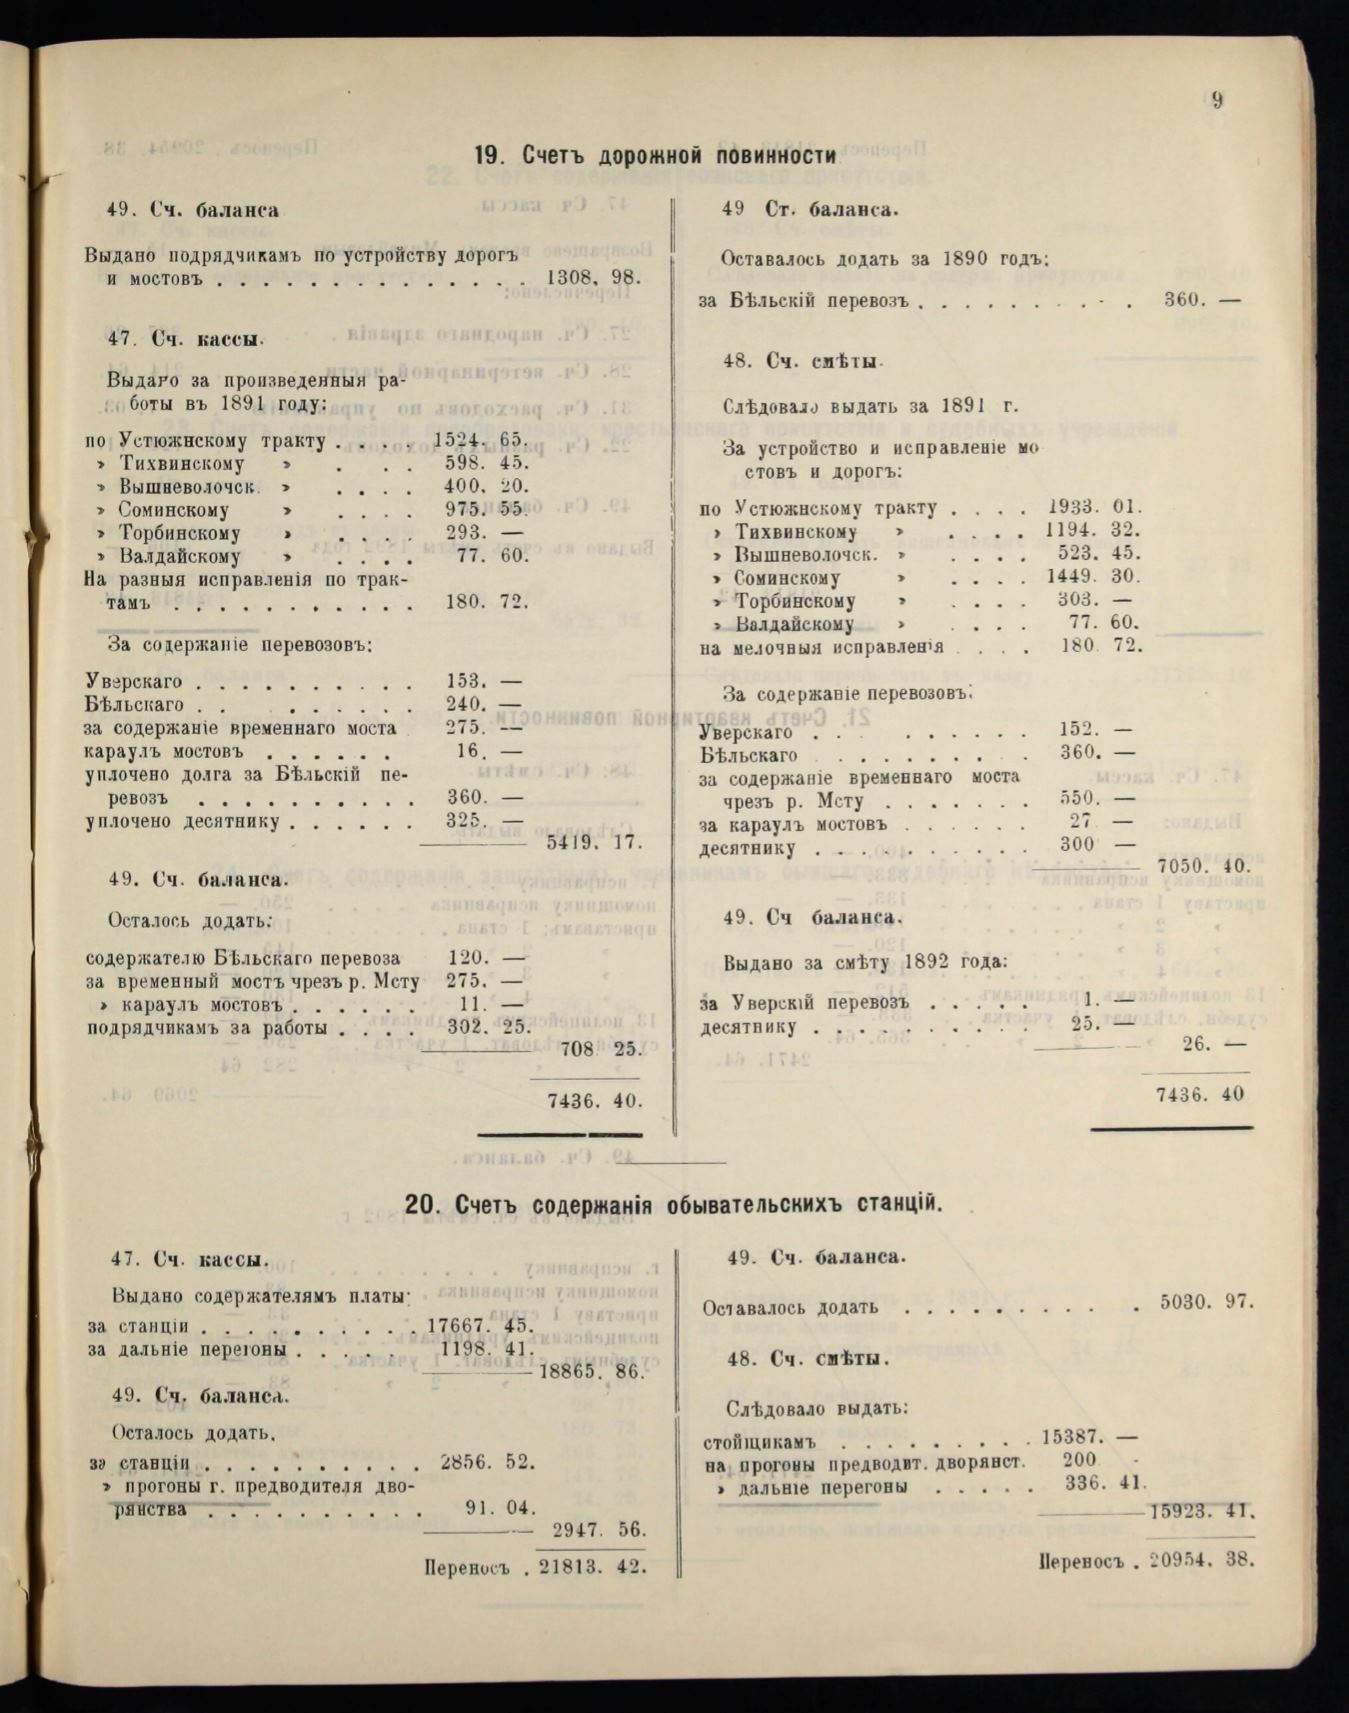 9
19. Счетъ дорожной повинности
49. Сч. баланса
Выдано подрядчикамъ по устройству дорогъ
и мостовъ . . . . . . . . . . . . . . 1308. 98.
47. Сч. кассы.
Выдано за произведенныя ра-
боты въ 1891 году:
по Устюжнскому тракту . . . . 1524. 65.
» Тихвинскому » . . . 598. 45.
» Вышневолочск. » . . . . 400. 20.
» Соминскому » . . . . 975. 55.
» Торбинскому » . . . . 293. —
» Валдайскому » . . . . 77. 60.
На разныя исправленія по трак-
тамъ . . . . . . . . . . . 180. 72.
За содержаніе перевозовъ:
Уверскаго . . . . . . . . . . 153. —
Бѣльскаго . . . . . . . . 240. —
за содержаніе временнаго моста . 275. —
караулъ мостовъ . . . . . . 16. —
уплочено долга за Бѣльскій пе-
ревозъ . . . . . . . . . . 360. —
уплочено десятнику . . . . . . 325. —
5419. 17.
49. Сч. баланса.
Осталось додать:
содержателю Бѣльскаго перевоза 120. —
за временный мостъ чрезъ р. Мсту 275. —
» караулъ мостовъ . . . . . . 11. —
подрядчикамъ за работы . . . . 302. 25.
708 25.
7436. 40.
49 Ст. баланса.
Оставалось додать за 1890 годъ:
за Бѣльскій перевозъ . . . . . . . . . . . 360. —
48. Сч. смѣты.
Слѣдовало выдать за 1891 г.
За устройство и исправленіе мо
стовъ и дорогъ:
по Устюжнскому тракту . . . . 1933. 01.
» Тихвинскому » . . . . 1194. 32.
» Вышневолочск. » . . . . 523. 45.
» Соминскому » . . . . 1449. 30.
» Торбинскому » . . . . 303. —
» Валдайскому » . . . . 77. 60.
на мелочныя исправленія . . . . 180 72.
За содержаніе перевозовъ:
Уверскаго . . . . . . . . 152. —
Бѣльскаго . . . . . . . . 360. —
за содержаніе временнаго моста
чрезъ р. Мсту . . . . . . . 550. —
за караулъ мостовъ . . . . . . 27 —
десятнику . . . . . . . . . . 300 —
7050. 40.
49. Сч баланса.
Выдано за смѣту 1892 года:
за Уверскій перевозъ . . . . . 1. —
десятнику . . . . . . . . . . 25. —
26. —
7436. 40
20. Счетъ содержанія обывательскихъ станцій.
47. Сч. кассы.
Выдано содержателямъ платы:
за станціи . . . . . . . . . . 17667. 45.
за дальніе перегоны . . . . . 1198. 41.
18865. 86.
49. Сч. баланса.
Осталось додать.
за станціи . . . . . . . . . . 2856. 52.
» прогоны г. предводителя дво-
рянства . . . . . . . . . . 91. 04.
2947. 56.
Переносъ . 21813. 42.
49. Сч. баланса.
Оставалось додать . . . . . . . . . . . 5030. 97.
48. Сч. смѣты.
Слѣдовало выдать:
стойщикамъ . . . . . . . . . 15387. —
на прогоны предводит. дворянст. 200 -
» дальніе перегоны . . . . . 336. 41.
15923. 41.
Переносъ . 20954. 38.